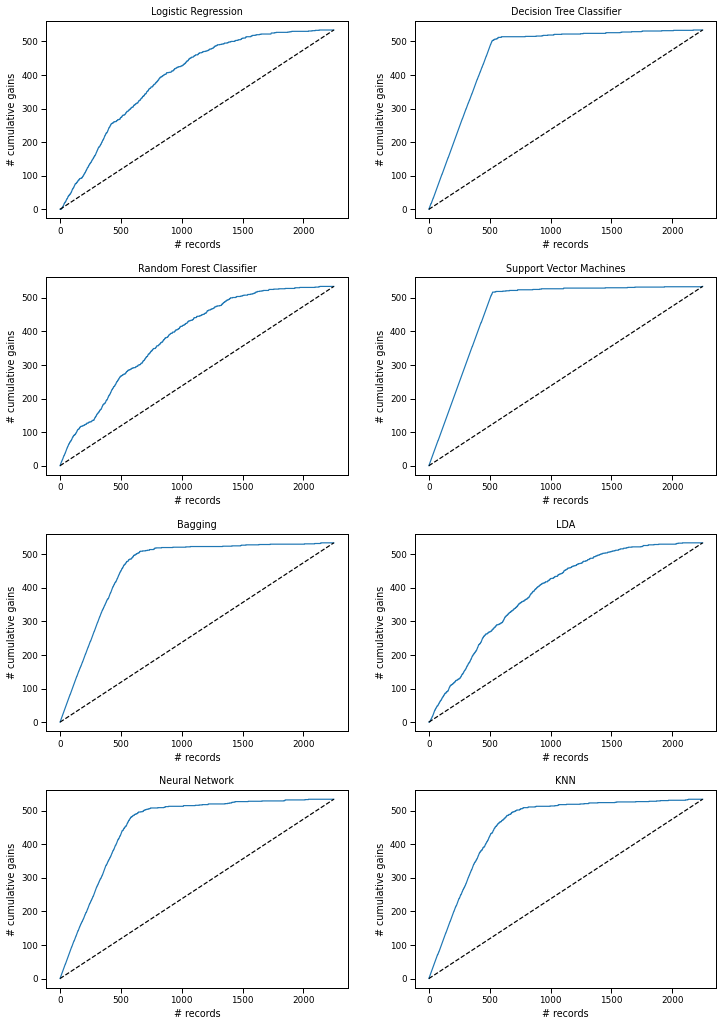 Logistic Regression
500
400
300
200
100
0
# cumulative gains
0 500 1000 1500 2000
# records
Decision Tree Classifier
500
400
300
200
100
0
# cumulative gains
0 500 1000 1500 2000
# records
Random Forest Classifier
500
400
300
200
100
0
# cumulative gains
0 500 1000 1500 2000
# records
Support Vector Machines
500
400
300
200
100
0
# cumulative gains
0 500 1000 1500 2000
# records
Bagging
500
400
300
200
100
0
# cumulative gains
0 500 1000 1500 2000
# records
LDA
500
400
300
200
100
0
# cumulative gains
0 500 1000 1500 2000
# records
Neural Network
500
400
300
200
100
0
# cumulative gains
0 500 1000 1500 2000
# records
KNN
500
400
300
200
100
0
# cumulative gains
0 500 1000 1500 2000
# records